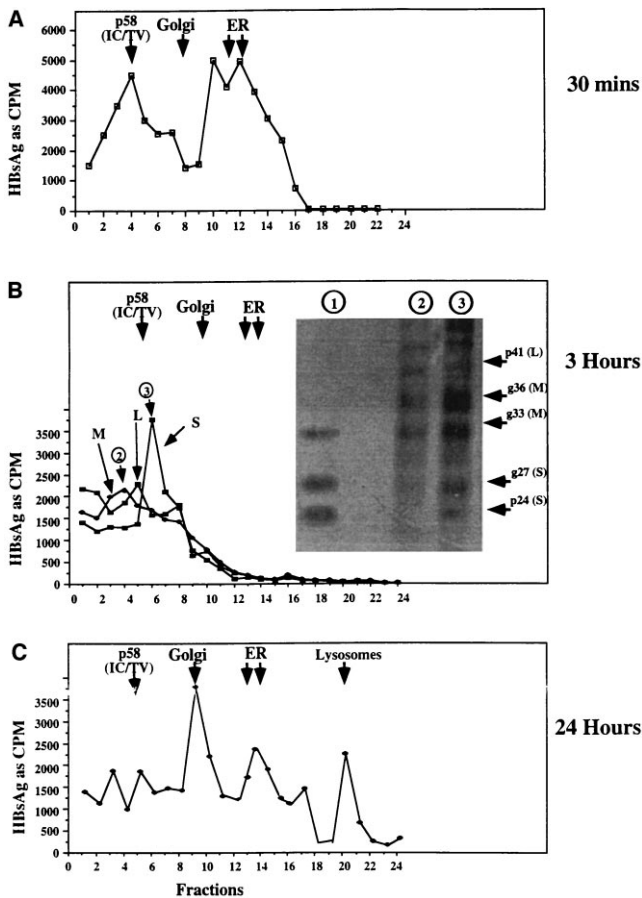 A
p58 (IC/TV)
Golgi
ER
30 mins
HBsAg as CPM
6000
5000
4000
3000
2000
1000
0
0 2 4 6 8 10 12 14 16 18 20 22 24
B
p58 (IC/TV)
Golgi
ER
3 Hours
1 2 3
p41 (L)
g36 (M)
g33 (M)
g27 (S)
p24 (S)
M 2 L 3 S
HBsAg as CPM
3500
3000
2500
2000
1500
1000
500
0
0 2 4 6 8 10 12 14 16 18 20 22 24
C
p58 (IC/TV)
Golgi
ER
Lysosomes
24 Hours
HBsAg as CPM
3500
3000
2500
2000
1500
1000
500
0
0 2 4 6 8 10 12 14 16 18 20 22 24
Fractions